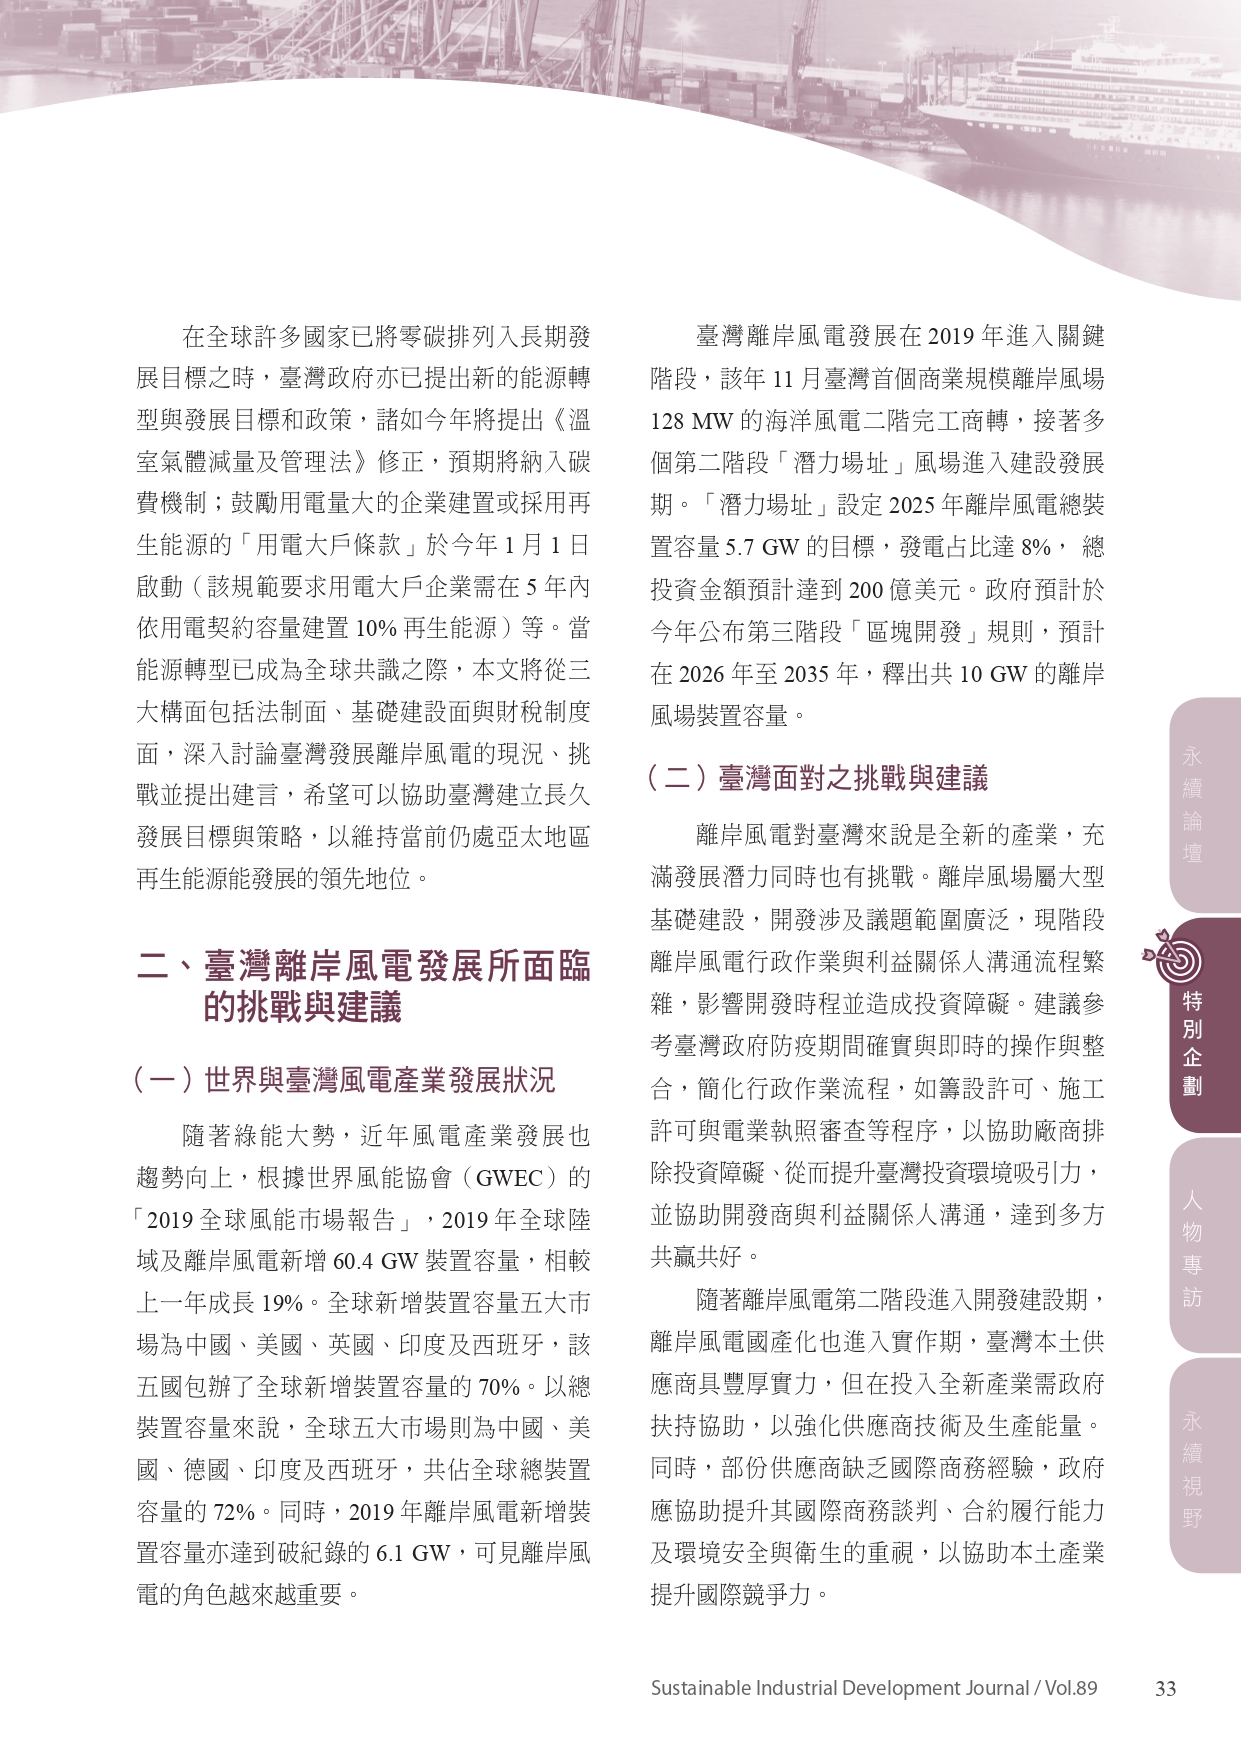 在全球許多國家已將零碳排列入長期發
展目標之時，臺灣政府亦已提出新的能源轉
型與發展目標和政策，諸如今年將提出《溫
室氣體減量及管理法》修正，預期將納入碳
費機制；鼓勵用電量大的企業建置或採用再
生能源的「用電大戶條款」於今年 1 月 1 日
啟動（該規範要求用電大戶企業需在 5 年內
依用電契約容量建置 10% 再生能源）等。當
能源轉型已成為全球共識之際，本文將從三
大構面包括法制面、基礎建設面與財稅制度
面，深入討論臺灣發展離岸風電的現況、挑
戰並提出建言，希望可以協助臺灣建立長久
發展目標與策略，以維持當前仍處亞太地區
再生能源能發展的領先地位。
二、臺灣離岸風電發展所面臨
的挑戰與建議
（一）世界與臺灣風電產業發展狀況
隨著綠能大勢，近年風電產業發展也
趨勢向上，根據世界風能協會（GWEC）的
「2019 全球風能市場報告」，2019 年全球陸
域及離岸風電新增 60.4 GW 裝置容量，相較
上一年成長 19%。全球新增裝置容量五大市
場為中國、美國、英國、印度及西班牙，該
五國包辦了全球新增裝置容量的 70%。以總
裝置容量來說，全球五大市場則為中國、美
國、德國、印度及西班牙，共佔全球總裝置
容量的 72%。同時，2019 年離岸風電新增裝
置容量亦達到破紀錄的 6.1 GW，可見離岸風
電的角色越來越重要。
臺灣離岸風電發展在 2019 年進入關鍵
階段，該年 11 月臺灣首個商業規模離岸風場
128 MW 的海洋風電二階完工商轉，接著多
個第二階段「潛力場址」風場進入建設發展
期。「潛力場址」設定 2025 年離岸風電總裝
置容量 5.7 GW 的目標，發電占比達 8%， 總
投資金額預計達到 200 億美元。政府預計於
今年公布第三階段「區塊開發」規則，預計
在 2026 年至 2035 年，釋出共 10 GW 的離岸
風場裝置容量。
（二）臺灣面對之挑戰與建議
離岸風電對臺灣來說是全新的產業，充
滿發展潛力同時也有挑戰。離岸風場屬大型
基礎建設，開發涉及議題範圍廣泛，現階段
離岸風電行政作業與利益關係人溝通流程繁
雜，影響開發時程並造成投資障礙。建議參
考臺灣政府防疫期間確實與即時的操作與整
合，簡化行政作業流程，如籌設許可、施工
許可與電業執照審查等程序，以協助廠商排
除投資障礙、從而提升臺灣投資環境吸引力，
並協助開發商與利益關係人溝通，達到多方
共贏共好。
隨著離岸風電第二階段進入開發建設期，
離岸風電國產化也進入實作期，臺灣本土供
應商具豐厚實力，但在投入全新產業需政府
扶持協助，以強化供應商技術及生產能量。
同時，部份供應商缺乏國際商務經驗，政府
應協助提升其國際商務談判、合約履行能力
及環境安全與衛生的重視，以協助本土產業
提升國際競爭力。
永續論壇
特別企劃
人物專訪
永續視野
Sustainable Industrial Development Journal / Vol.89 33